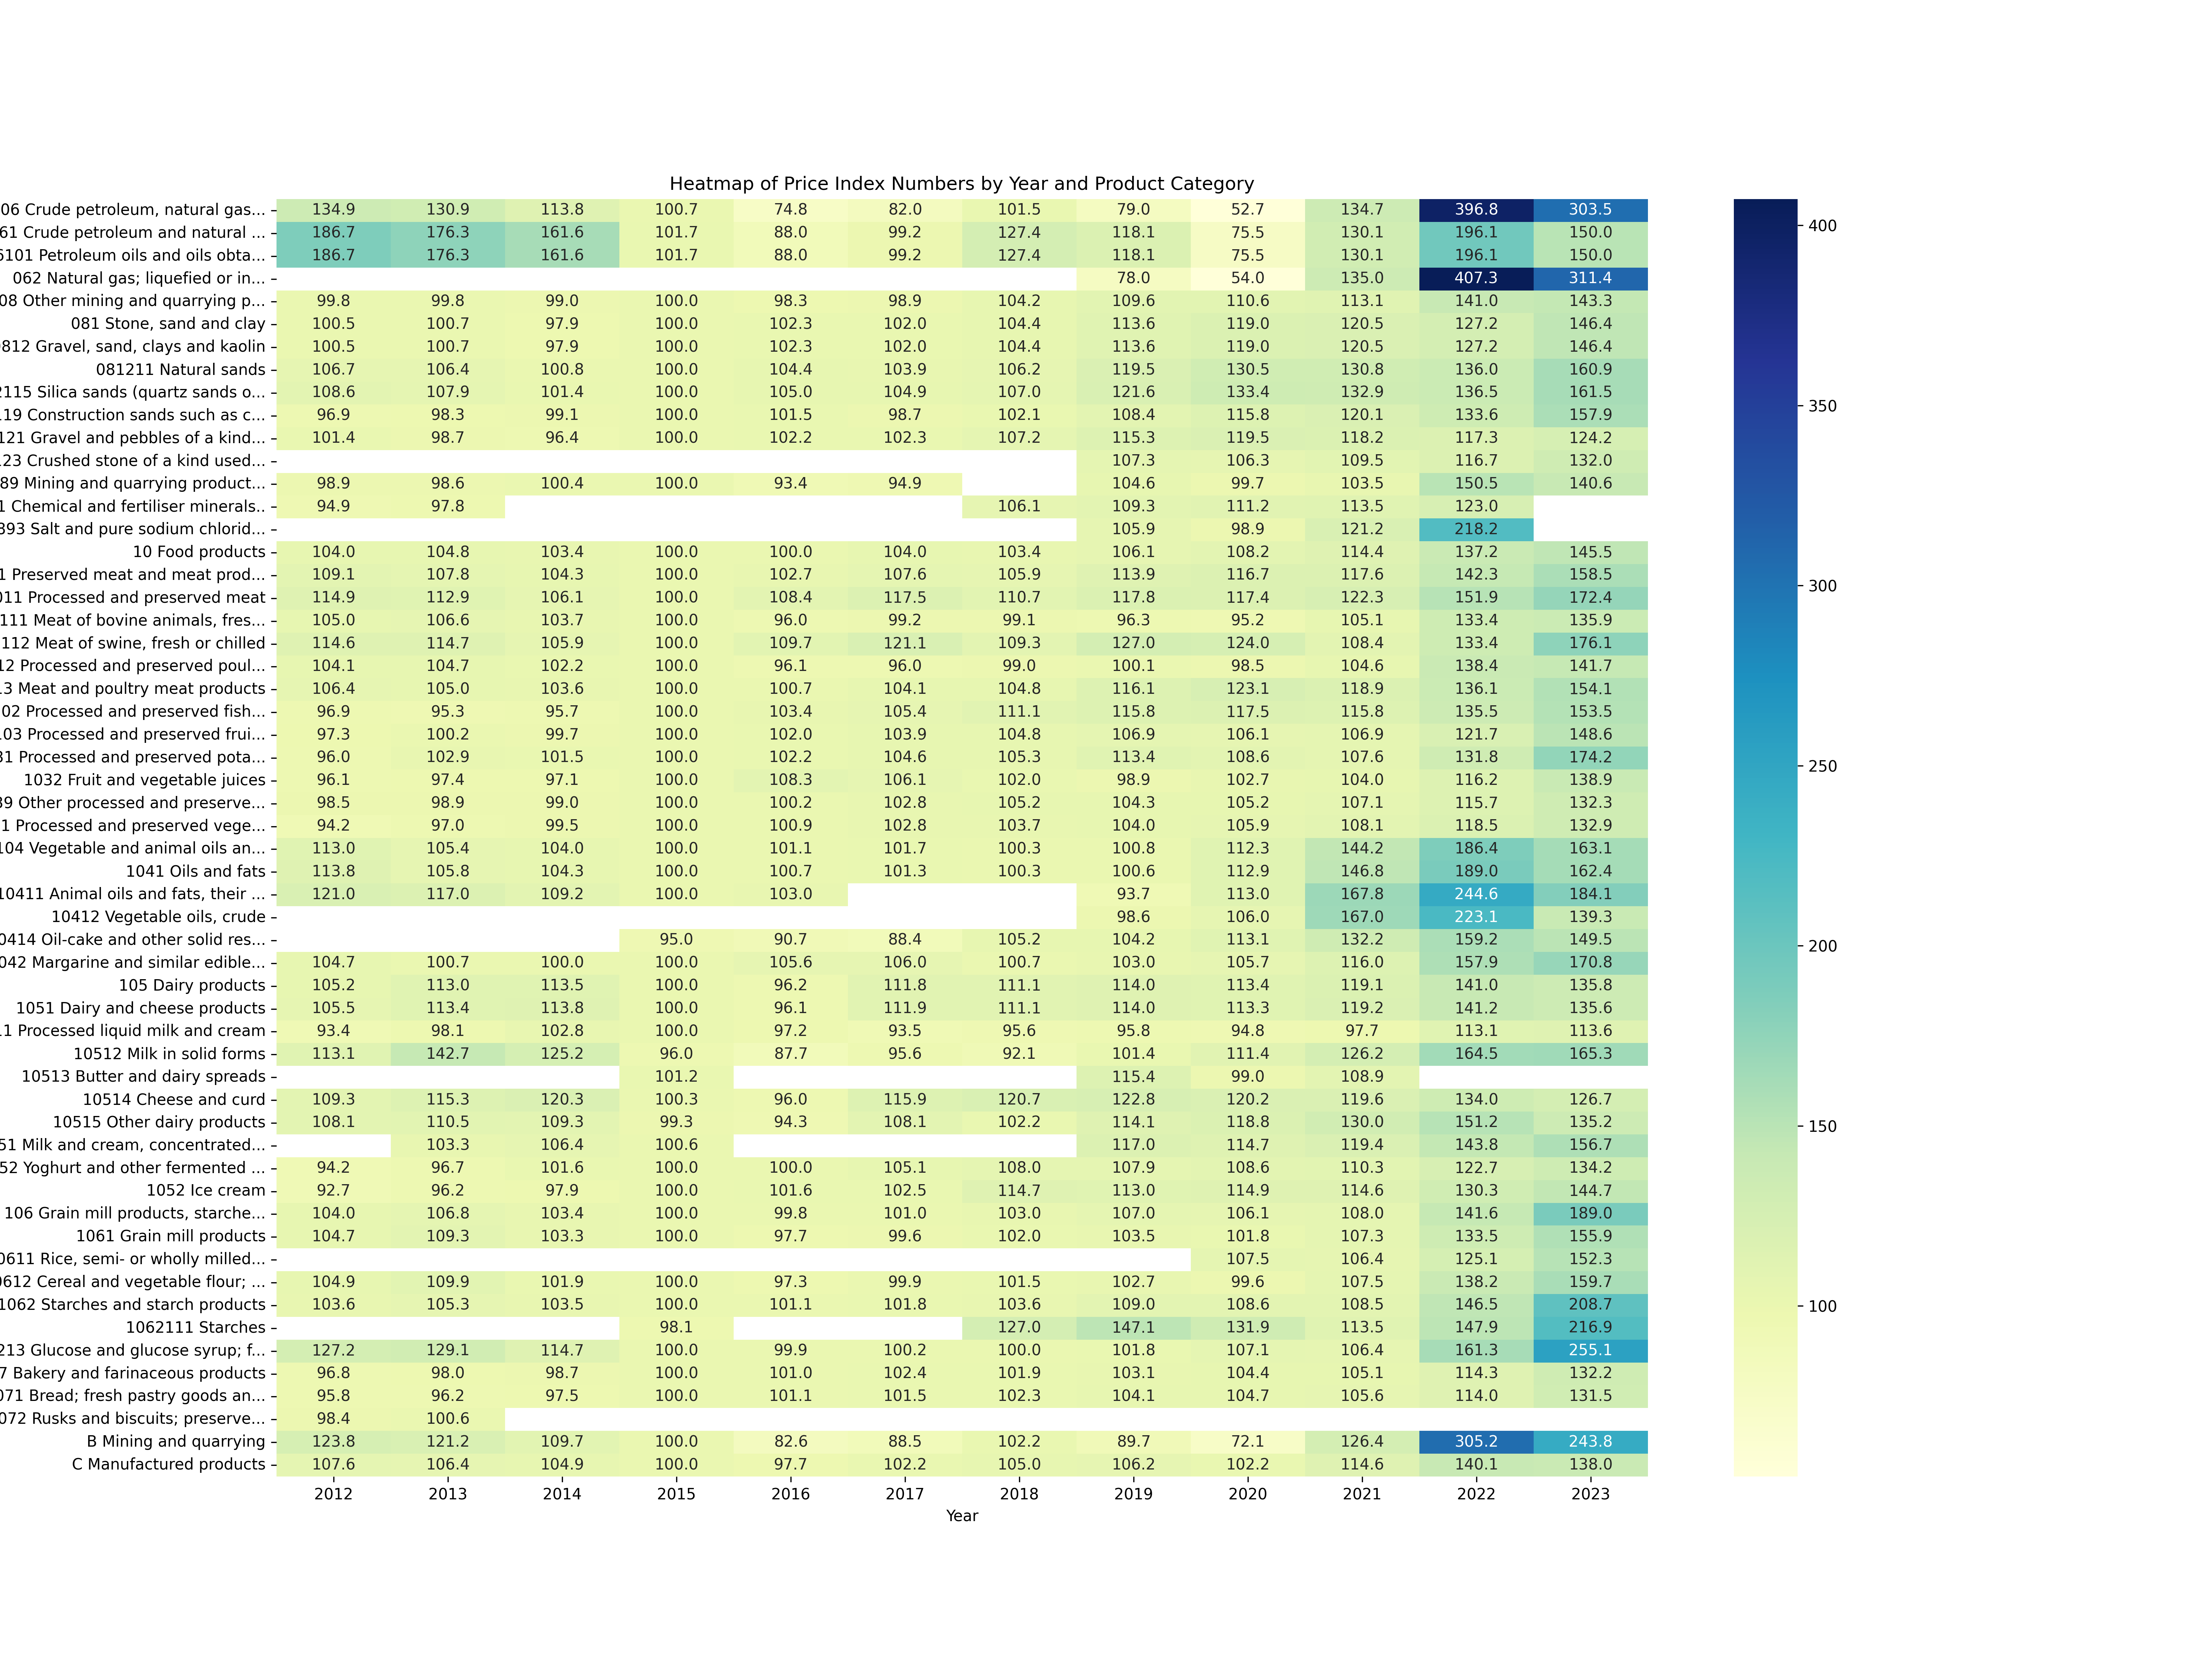 Heatmap of Price Index Numbers by Year and Product Category
06 Crude petroleum, natural gas... 134.9 130.9 113.8 100.7 74.8 82.0 101.5 79.0 52.7 134.7 396.8 303.5
61 Crude petroleum and natural ... 186.7 176.3 161.6 101.7 88.0 99.2 127.4 118.1 75.5 130.1 196.1 150.0
6101 Petroleum oils and oils obta... 186.7 176.3 161.6 101.7 88.0 99.2 127.4 118.1 75.5 130.1 196.1 150.0
062 Natural gas; liquefied or in... 78.0 54.0 135.0 407.3 311.4
08 Other mining and quarrying p... 99.8 99.8 99.0 100.0 98.3 98.9 104.2 109.6 110.6 113.1 141.0 143.3
081 Stone, sand and clay 100.5 100.7 97.9 100.0 102.3 102.0 104.4 113.6 119.0 120.5 127.2 146.4
812 Gravel, sand, clays and kaolin 100.5 100.7 97.9 100.0 102.3 102.0 104.4 113.6 119.0 120.5 127.2 146.4
081211 Natural sands 106.7 106.4 100.8 100.0 104.4 103.9 106.2 119.5 130.5 130.8 136.0 160.9
2115 Silica sands (quartz sands o... 108.6 107.9 101.4 100.0 105.0 104.9 107.0 121.6 133.4 132.9 136.5 161.5
119 Construction sands such as c... 96.9 98.3 99.1 100.0 101.5 98.7 102.1 108.4 115.8 120.1 133.6 157.9
121 Gravel and pebbles of a kind... 101.4 98.7 96.4 100.0 102.2 102.3 107.2 115.3 119.5 118.2 117.3 124.2
123 Crushed stone of a kind used... 107.3 106.3 109.5 116.7 132.0
89 Mining and quarrying product... 98.9 98.6 100.4 100.0 93.4 94.9 104.6 99.7 103.5 150.5 140.6
1 Chemical and fertiliser minerals.. 94.9 97.8 106.1 109.3 111.2 113.5 123.0
893 Salt and pure sodium chlorid... 105.9 98.9 121.2 218.2
10 Food products 104.0 104.8 103.4 100.0 100.0 104.0 103.4 106.1 108.2 114.4 137.2 145.5
1 Preserved meat and meat prod... 109.1 107.8 104.3 100.0 102.7 107.6 105.9 113.9 116.7 117.6 142.3 158.5
011 Processed and preserved meat 114.9 112.9 106.1 100.0 108.4 117.5 110.7 117.8 117.4 122.3 151.9 172.4
111 Meat of bovine animals, fres... 105.0 106.6 103.7 100.0 96.0 99.2 99.1 96.3 95.2 105.1 133.4 135.9
112 Meat of swine, fresh or chilled 114.6 114.7 105.9 100.0 109.7 121.1 109.3 127.0 124.0 108.4 133.4 176.1
12 Processed and preserved poul... 104.1 104.7 102.2 100.0 96.1 96.0 99.0 100.1 98.5 104.6 138.4 141.7
13 Meat and poultry meat products 106.4 105.0 103.6 100.0 100.7 104.1 104.8 116.1 123.1 118.9 136.1 154.1
02 Processed and preserved fish... 96.9 95.3 95.7 100.0 103.4 105.4 111.1 115.8 117.5 115.8 135.5 153.5
103 Processed and preserved frui... 97.3 100.2 99.7 100.0 102.0 103.9 104.8 106.9 106.1 106.9 121.7 148.6
31 Processed and preserved pota... 96.0 102.9 101.5 100.0 102.2 104.6 105.3 113.4 108.6 107.6 131.8 174.2
1032 Fruit and vegetable juices 96.1 97.4 97.1 100.0 108.3 106.1 102.0 98.9 102.7 104.0 116.2 138.9
39 Other processed and preserve... 98.5 98.9 99.0 100.0 100.2 102.8 105.2 104.3 105.2 107.1 115.7 132.3
1 Processed and preserved vege... 94.2 97.0 99.5 100.0 100.9 102.8 103.7 104.0 105.9 108.1 118.5 132.9
104 Vegetable and animal oils an... 113.0 105.4 104.0 100.0 101.1 101.7 100.3 100.8 112.3 144.2 186.4 163.1
1041 Oils and fats 113.8 105.8 104.3 100.0 100.7 101.3 100.3 100.6 112.9 146.8 189.0 162.4
10411 Animal oils and fats, their ... 121.0 117.0 109.2 100.0 103.0 93.7 113.0 167.8 244.6 184.1
10412 Vegetable oils, crude 98.6 106.0 167.0 223.1 139.3
0414 Oil-cake and other solid res... 95.0 90.7 88.4 105.2 104.2 113.1 132.2 159.2 149.5
042 Margarine and similar edible... 104.7 100.7 100.0 100.0 105.6 106.0 100.7 103.0 105.7 116.0 157.9 170.8
105 Dairy products 105.2 113.0 113.5 100.0 96.2 111.8 111.1 114.0 113.4 119.1 141.0 135.8
1051 Dairy and cheese products 105.5 113.4 113.8 100.0 96.1 111.9 111.1 114.0 113.3 119.2 141.2 135.6
11 Processed liquid milk and cream 93.4 98.1 102.8 100.0 97.2 93.5 95.6 95.8 94.8 97.7 113.1 113.6
10512 Milk in solid forms 113.1 142.7 125.2 96.0 87.7 95.6 92.1 101.4 111.4 126.2 164.5 165.3
10513 Butter and dairy spreads 101.2 115.4 99.0 108.9
10514 Cheese and curd 109.3 115.3 120.3 100.3 96.0 115.9 120.7 122.8 120.2 119.6 134.0 126.7
10515 Other dairy products 108.1 110.5 109.3 99.3 94.3 108.1 102.2 114.1 118.8 130.0 151.2 135.2
51 Milk and cream, concentrated... 103.3 106.4 100.6 117.0 114.7 119.4 143.8 156.7
52 Yoghurt and other fermented ... 94.2 96.7 101.6 100.0 100.0 105.1 108.0 107.9 108.6 110.3 122.7 134.2
1052 Ice cream 92.7 96.2 97.9 100.0 101.6 102.5 114.7 113.0 114.9 114.6 130.3 144.7
106 Grain mill products, starche... 104.0 106.8 103.4 100.0 99.8 101.0 103.0 107.0 106.1 108.0 141.6 189.0
1061 Grain mill products 104.7 109.3 103.3 100.0 97.7 99.6 102.0 103.5 101.8 107.3 133.5 155.9
0611 Rice, semi- or wholly milled... 107.5 106.4 125.1 152.3
0612 Cereal and vegetable flour; ... 104.9 109.9 101.9 100.0 97.3 99.9 101.5 102.7 99.6 107.5 138.2 159.7
1062 Starches and starch products 103.6 105.3 103.5 100.0 101.1 101.8 103.6 109.0 108.6 108.5 146.5 208.7
1062111 Starches 98.1 127.0 147.1 131.9 113.5 147.9 216.9
213 Glucose and glucose syrup; f... 127.2 129.1 114.7 100.0 99.9 100.2 100.0 101.8 107.1 106.4 161.3 255.1
7 Bakery and farinaceous products 96.8 98.0 98.7 100.0 101.0 102.4 101.9 103.1 104.4 105.1 114.3 132.2
071 Bread; fresh pastry goods an... 95.8 96.2 97.5 100.0 101.1 101.5 102.3 104.1 104.7 105.6 114.0 131.5
072 Rusks and biscuits; preserve... 98.4 100.6
B Mining and quarrying 123.8 121.2 109.7 100.0 82.6 88.5 102.2 89.7 72.1 126.4 305.2 243.8
C Manufactured products 107.6 106.4 104.9 100.0 97.7 102.2 105.0 106.2 102.2 114.6 140.1 138.0
2012 2013 2014 2015 2016 2017 2018 2019 2020 2021 2022 2023
Year
400
350
300
250
200
150
100